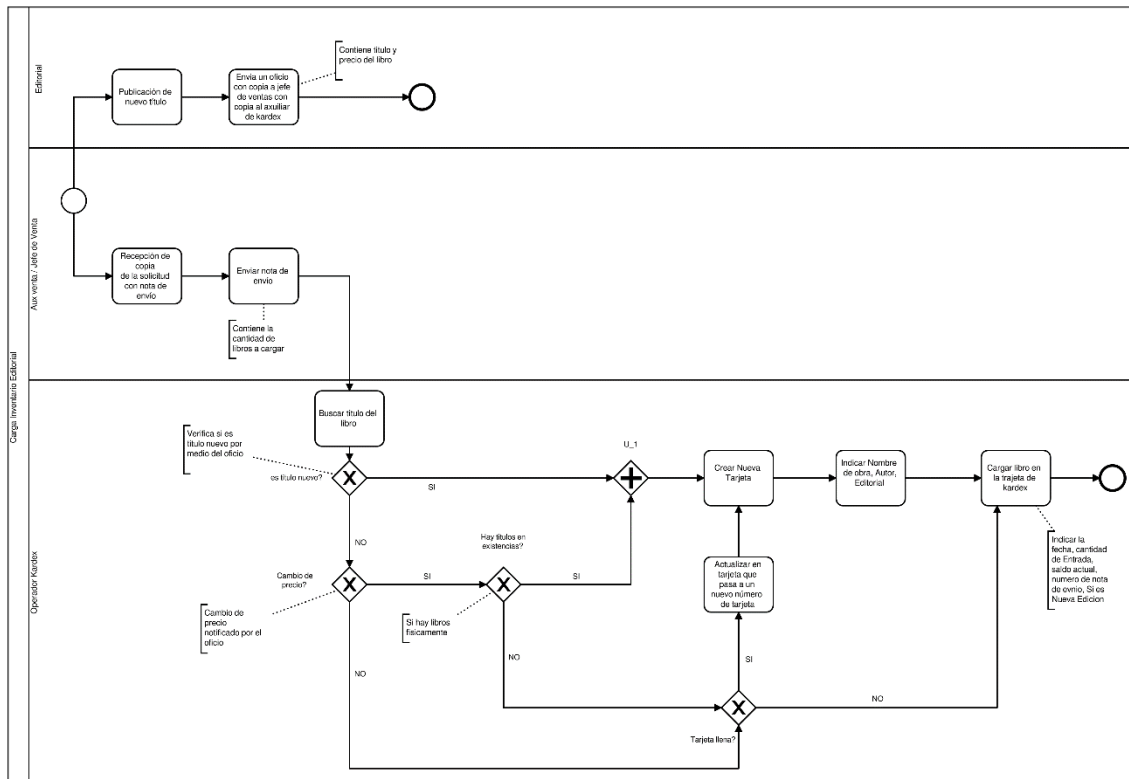 Carga Inventario Editorial
Editorial
Publicación de
nuevo título
Envía un oficio
con copia a jefe
de ventas con
copia al axuiliar
de kardex
Contiene titulo y
precio del libro
Aux venta / Jefe de Venta
Recepción de
copia
de la solicitud
con nota de
envío
Enviar nota de
envío
Contiene la
cantidad de
libros a cargar
Operador Kardex
Buscar título del
libro
Verifica si es
titulo nuevo por
medio del oficio
es título nuevo?
SI
U_1
Crear Nueva
Tarjeta
Indicar Nombre
de obra, Autor,
Editorial
Cargar libro en
la trajeta de
kardex
NO
Hay títulos en
existencias?
Cambio de
precio?
SI
SI
Actualizar en
tarjeta que
pasa a un
nuevo número
de tarjeta
Indicar la
fecha, cantidad
de Entrada,
saldo actual,
numero de nota
de evnio, Si es
Nueva Edicion
Cambio de
precio
notificado por el
oficio
Si hay libros
fisicamente
NO
NO
SI
NO
Tarjeta llena?